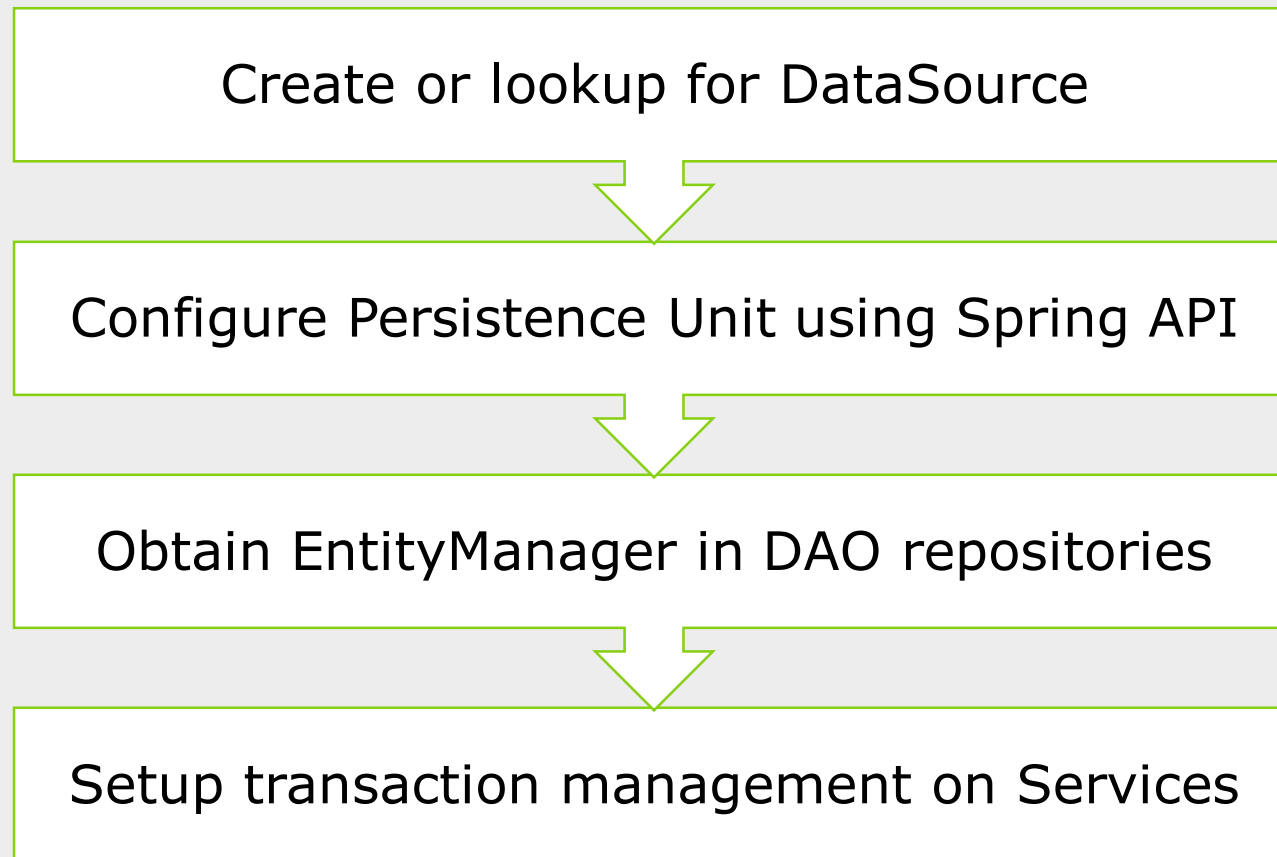 Create or lookup for DataSource
Configure Persistence Unit using Spring API
Obtain EntityManager in DAO repositories
Setup transaction management on Services